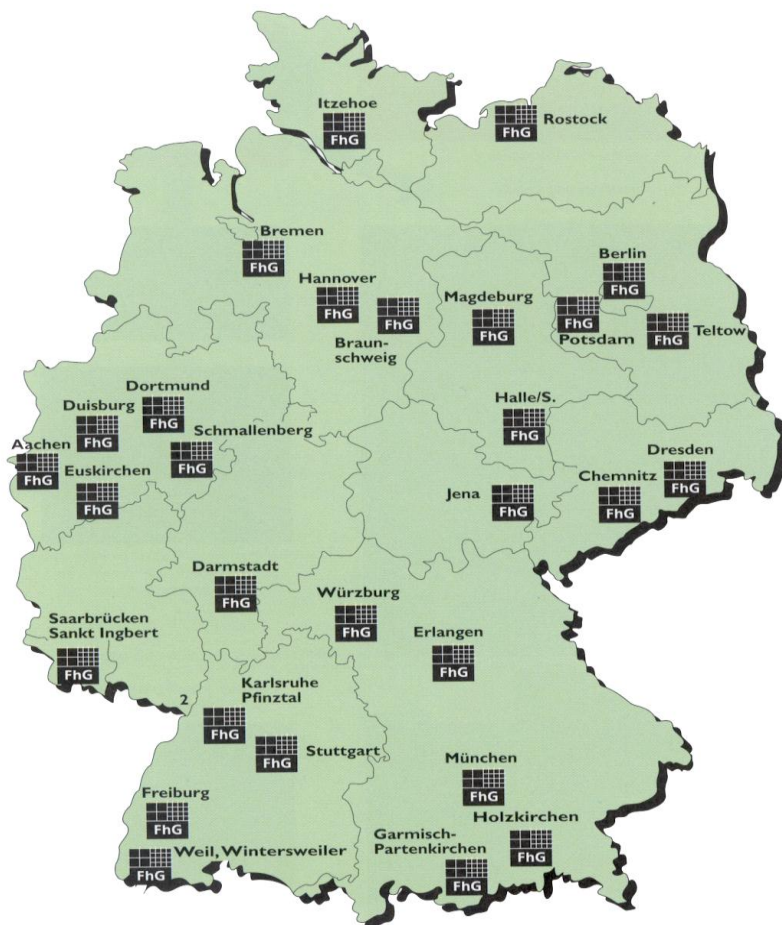 Itzehoe
FhG
FhG
Rostock
Bremen
FhG
Berlin
FhG
Hannover
FhG
FhG
Braun-
schweig
Magdeburg
FhG
FhG
Potsdam
FhG
Teltow
Dortmund
FhG
Duisburg
FhG
Schmallenberg
FhG
Aachen
FhG
Euskirchen
FhG
Halle/S.
FhG
Dresden
FhG
Chemnitz
FhG
Jena
FhG
Darmstadt
FhG
Würzburg
FhG
Erlangen
FhG
Saarbrücken
Sankt Ingbert
FhG
2
Karlsruhe
Pfinztal
FhG
FhG
Stuttgart
München
FhG
Freiburg
FhG
Holzkirchen
FhG
Garmisch-
Partenkirchen
FhG
Weil, Wintersweiler
FhG